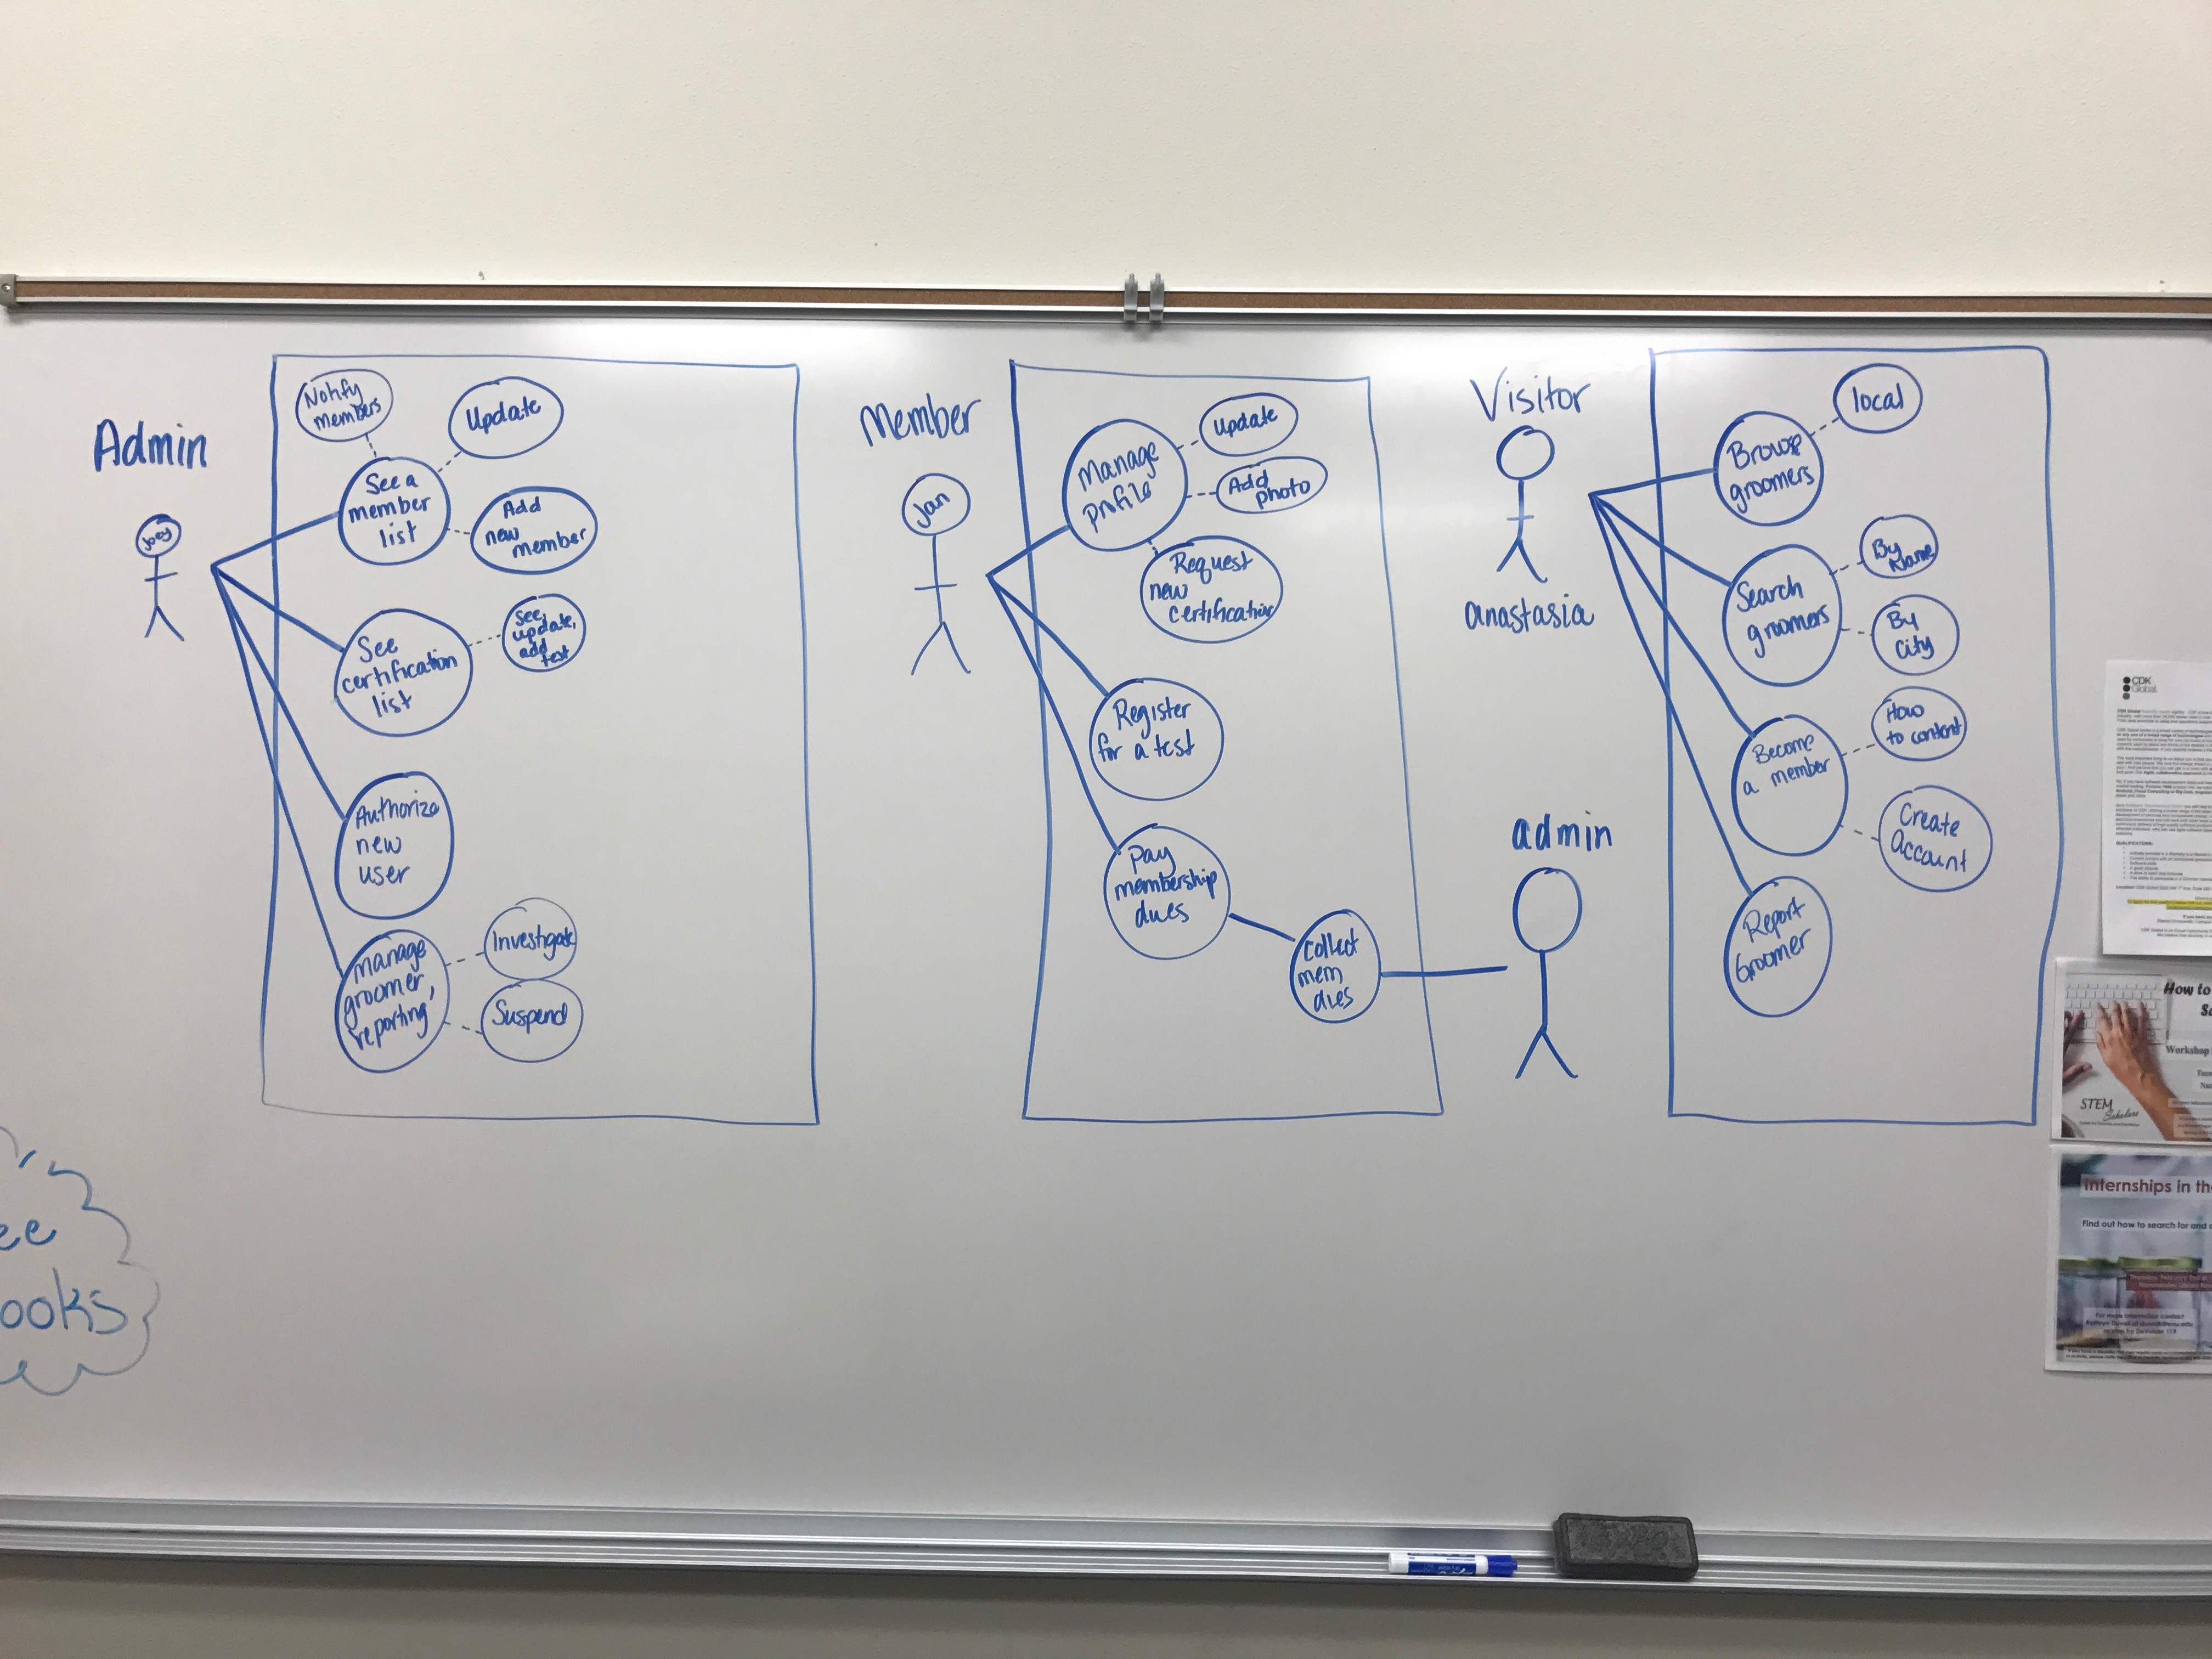 Admin
Joey
Notify
members
Update
See a
member
list
Add
new
member
See
certification
list
See,
update,
add
test
Authorize
new
user
Manage
groomer,
reporting
Investigate
Suspend
Member
Jan
Manage
profile
update
Add
photo
Request
new
certification
Register
for a test
Pay
membership
dues
Collect
mem,
dues
admin
Visitor
anastasia
Browse
groomers
local
Search
groomers
By
Name
By
City
Become
a member
How
to content
Create
Account
Report
Groomer
ee
ooks
CDK
Global.
How to
Workshop
STEM
Scholars
Internships in th
Find out how to search for and